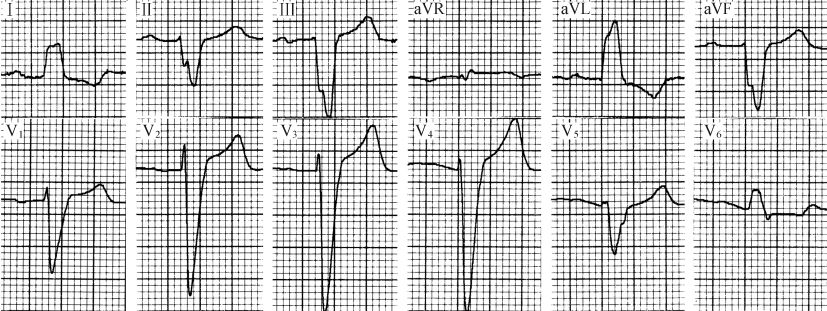 I II III aVR aVL aVF
V₁ V₂ V₃ V₄ V₅ V₆